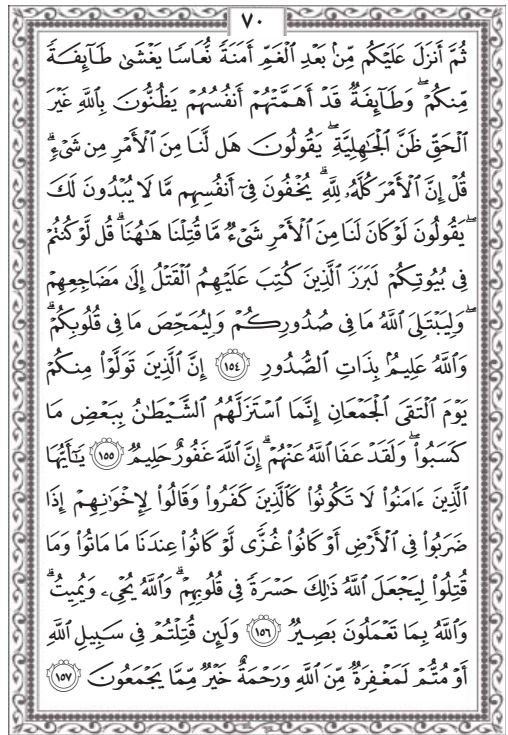 ٧٠
ثُمَّ أَنزَلَ عَلَيْكُم مِّنۢ بَعْدِ ٱلْغَمِّ أَمَنَةً نُّعَاسًا يَغْشَىٰ طَآئِفَةً
مِّنكُمْ ۖ وَطَآئِفَةٌ قَدْ أَهَمَّتْهُمْ أَنفُسُهُمْ يَظُنُّونَ بِٱللَّهِ غَيْرَ
ٱلْحَقِّ ظَنَّ ٱلْجَٰهِلِيَّةِ ۖ يَقُولُونَ هَل لَّنَا مِنَ ٱلْأَمْرِ مِن شَىْءٍ ۗ
قُلْ إِنَّ ٱلْأَمْرَ كُلَّهُۥ لِلَّهِ ۗ يُخْفُونَ فِىٓ أَنفُسِهِم مَّا لَا يُبْدُونَ لَكَ
ۖ يَقُولُونَ لَوْ كَانَ لَنَا مِنَ ٱلْأَمْرِ شَىْءٌ مَّا قُتِلْنَا هَٰهُنَا ۗ قُل لَّوْ كُنتُمْ
فِى بُيُوتِكُمْ لَبَرَزَ ٱلَّذِينَ كُتِبَ عَلَيْهِمُ ٱلْقَتْلُ إِلَىٰ مَضَاجِعِهِمْ
ۖ وَلِيَبْتَلِىَ ٱللَّهُ مَا فِى صُدُورِكُمْ وَلِيُمَحِّصَ مَا فِى قُلُوبِكُمْ ۗ
وَٱللَّهُ عَلِيمٌۢ بِذَاتِ ٱلصُّدُورِ ١٥٤ إِنَّ ٱلَّذِينَ تَوَلَّوْا۟ مِنكُمْ
يَوْمَ ٱلْتَقَى ٱلْجَمْعَانِ إِنَّمَا ٱسْتَزَلَّهُمُ ٱلشَّيْطَٰنُ بِبَعْضِ مَا
كَسَبُوا۟ ۖ وَلَقَدْ عَفَا ٱللَّهُ عَنْهُمْ ۗ إِنَّ ٱللَّهَ غَفُورٌ حَلِيمٌ ١٥٥ يَٰٓأَيُّهَا
ٱلَّذِينَ ءَامَنُوا۟ لَا تَكُونُوا۟ كَٱلَّذِينَ كَفَرُوا۟ وَقَالُوا۟ لِإِخْوَٰنِهِمْ إِذَا
ضَرَبُوا۟ فِى ٱلْأَرْضِ أَوْ كَانُوا۟ غُزًّى لَّوْ كَانُوا۟ عِندَنَا مَا مَاتُوا۟ وَمَا
قُتِلُوا۟ لِيَجْعَلَ ٱللَّهُ ذَٰلِكَ حَسْرَةً فِى قُلُوبِهِمْ ۗ وَٱللَّهُ يُحْىِۦ وَيُمِيتُ ۗ
وَٱللَّهُ بِمَا تَعْمَلُونَ بَصِيرٌ ١٥٦ وَلَئِن قُتِلْتُمْ فِى سَبِيلِ ٱللَّهِ
أَوْ مُتُّمْ لَمَغْفِرَةٌ مِّنَ ٱللَّهِ وَرَحْمَةٌ خَيْرٌ مِّمَّا يَجْمَعُونَ ١٥٧